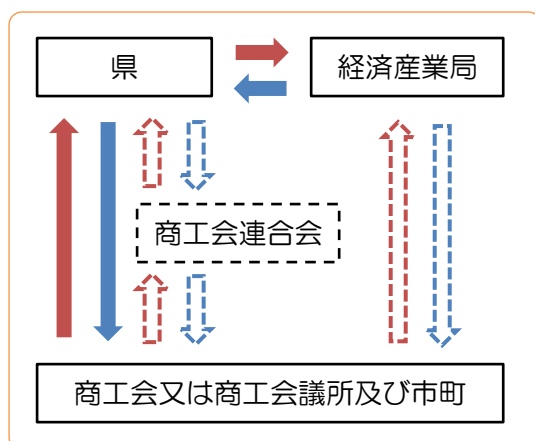 県
経済産業局
商工会連合会
商工会又は商工会議所及び市町